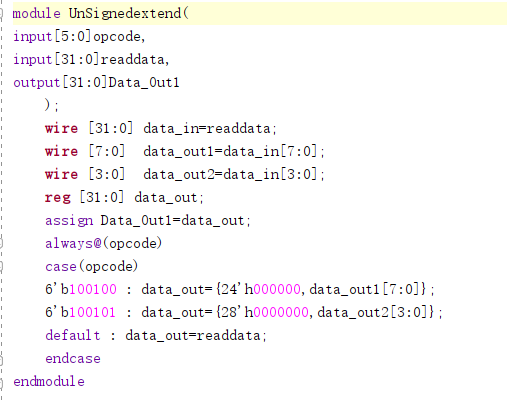 module UnSignedextend(
input[5:0]opcode,
input[31:0]readdata,
output[31:0]Data_Out1
);
wire [31:0] data_in=readdata;
wire [7:0]  data_out1=data_in[7:0];
wire [3:0]  data_out2=data_in[3:0];
reg [31:0] data_out;
assign Data_Out1=data_out;
always@(opcode)
case(opcode)
6'b100100 : data_out={24'h000000,data_out1[7:0]};
6'b100101 : data_out={28'h0000000,data_out2[3:0]};
default : data_out=readdata;
endcase
endmodule